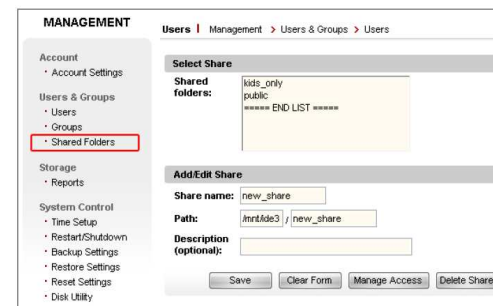 MANAGEMENT
Users | Management > Users & Groups > Users
Account
• Account Settings
Users & Groups
• Users
• Groups
• Shared Folders
Storage
• Reports
System Control
• Time Setup
• Restart/Shutdown
• Backup Settings
• Restore Settings
• Reset Settings
• Disk Utility
Select Share
Shared folders:
kids_only
public
===== END LIST =====
Add/Edit Share
Share name: new_share
Path: /mnt/ide3 / new_share
Description (optional):
Save Clear Form Manage Access Delete Share